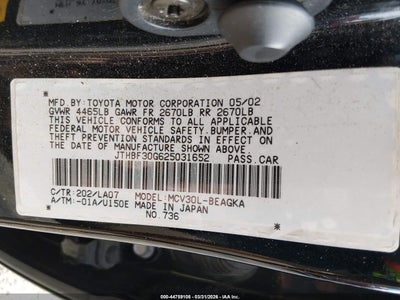 MFD.BY:TOYOTA MOTOR CORPORATION 05/02
GVWR 4465LB GAWR FR 2670LB RR 2670LB
THIS VEHICLE CONFORMS TO ALL APPLICABLE
FEDERAL MOTOR VEHICLE SAFETY,BUMPER,AND
THEFT PREVENTION STANDARDS IN EFFECT ON
THE DATE OF MANUFACTURE SHOWN ABOVE.
JTHBF30G625031652 PASS.CAR
C/TR:202/LA07 MODEL:MCV30L-BEAGKA
A/TM:-01A/U150E MADE IN JAPAN
NO.736
000-44759108 - 03/31/2026 - IAAI.COM